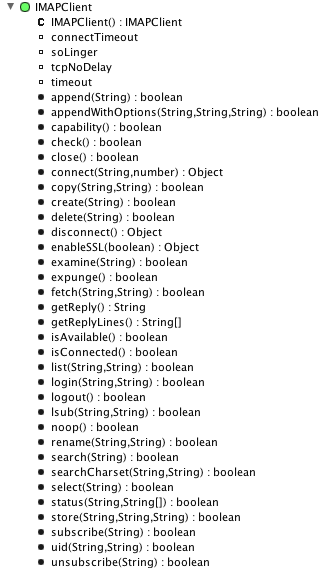 IMAPClient
IMAPClient() : IMAPClient
connectTimeout
soLinger
tcpNoDelay
timeout
append(String) : boolean
appendWithOptions(String,String,String) : boolean
capability() : boolean
check() : boolean
close() : boolean
connect(String,number) : Object
copy(String,String) : boolean
create(String) : boolean
delete(String) : boolean
disconnect() : Object
enableSSL(boolean) : Object
examine(String) : boolean
expunge() : boolean
fetch(String,String) : boolean
getReply() : String
getReplyLines() : String[]
isAvailable() : boolean
isConnected() : boolean
list(String,String) : boolean
login(String,String) : boolean
logout() : boolean
lsub(String,String) : boolean
noop() : boolean
rename(String,String) : boolean
search(String) : boolean
searchCharset(String,String) : boolean
select(String) : boolean
status(String,String[]) : boolean
store(String,String,String) : boolean
subscribe(String) : boolean
uid(String,String) : boolean
unsubscribe(String) : boolean